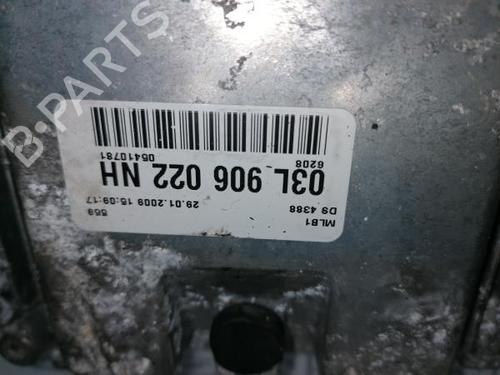 559
MLB1
29.01.2009 15:09:17
DS 4388
03L 906 022 NH
05410781
6208
B-PARTS